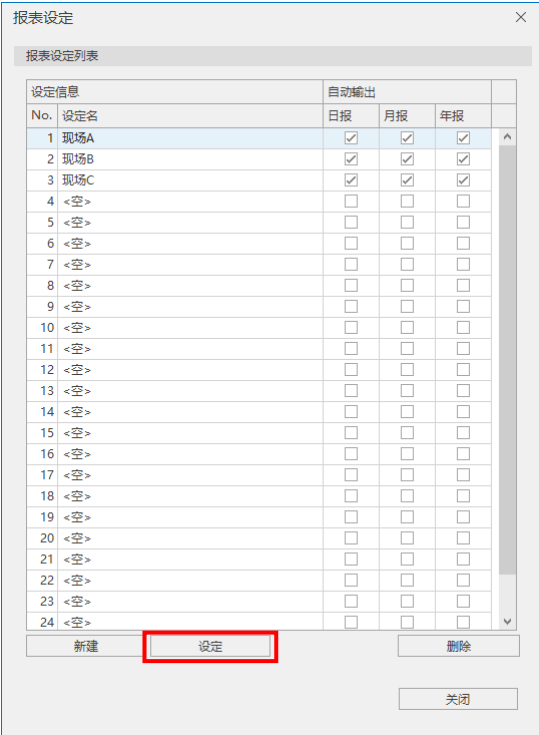 报表设定
报表设定列表
设定信息 自动输出
No. 设定名 日报 月报 年报
1 现场A
2 现场B
3 现场C
4 <空>
5 <空>
6 <空>
7 <空>
8 <空>
9 <空>
10 <空>
11 <空>
12 <空>
13 <空>
14 <空>
15 <空>
16 <空>
17 <空>
18 <空>
19 <空>
20 <空>
21 <空>
22 <空>
23 <空>
24 <空>
新建 设定 删除
关闭